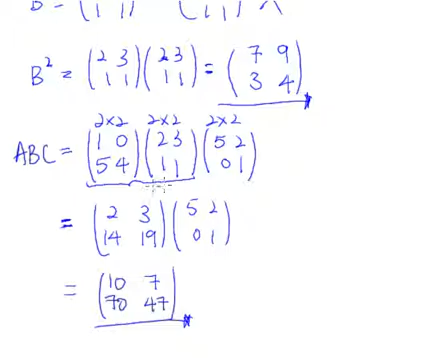 B² = (2 3 1 1)(2 3 1 1) = (7 9 3 4)
2×2 2×2 2×2
ABC = (1 0 5 4)(2 3 1 1)(5 2 0 1)
= (2 3 14 19)(5 2 0 1)
= (10 7 70 47)